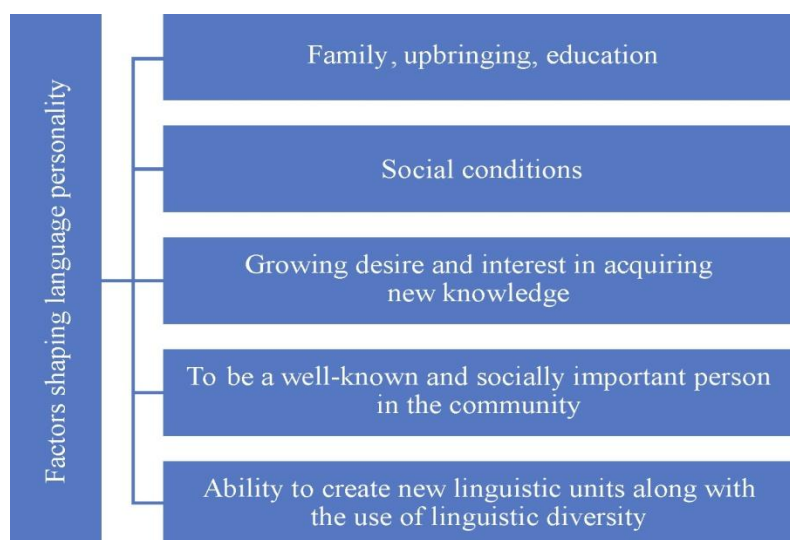 Factors shaping language personality
Family, upbringing, education
Social conditions
Growing desire and interest in acquiring
new knowledge
To be a well-known and socially important person
in the community
Ability to create new linguistic units along with
the use of linguistic diversity